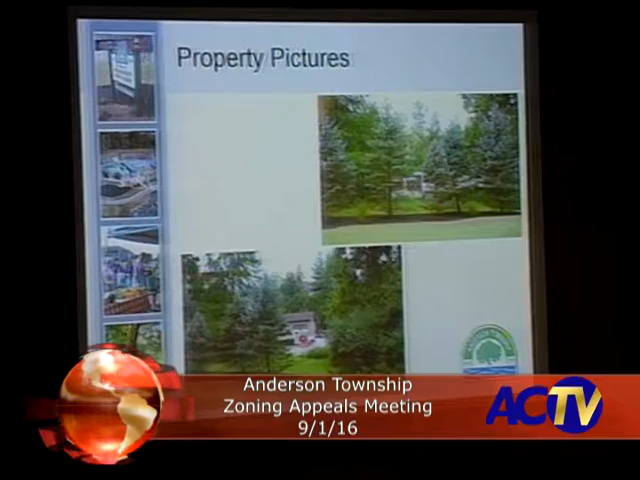 Property Pictures
Anderson Township
Zoning Appeals Meeting
9/1/16
ACTV